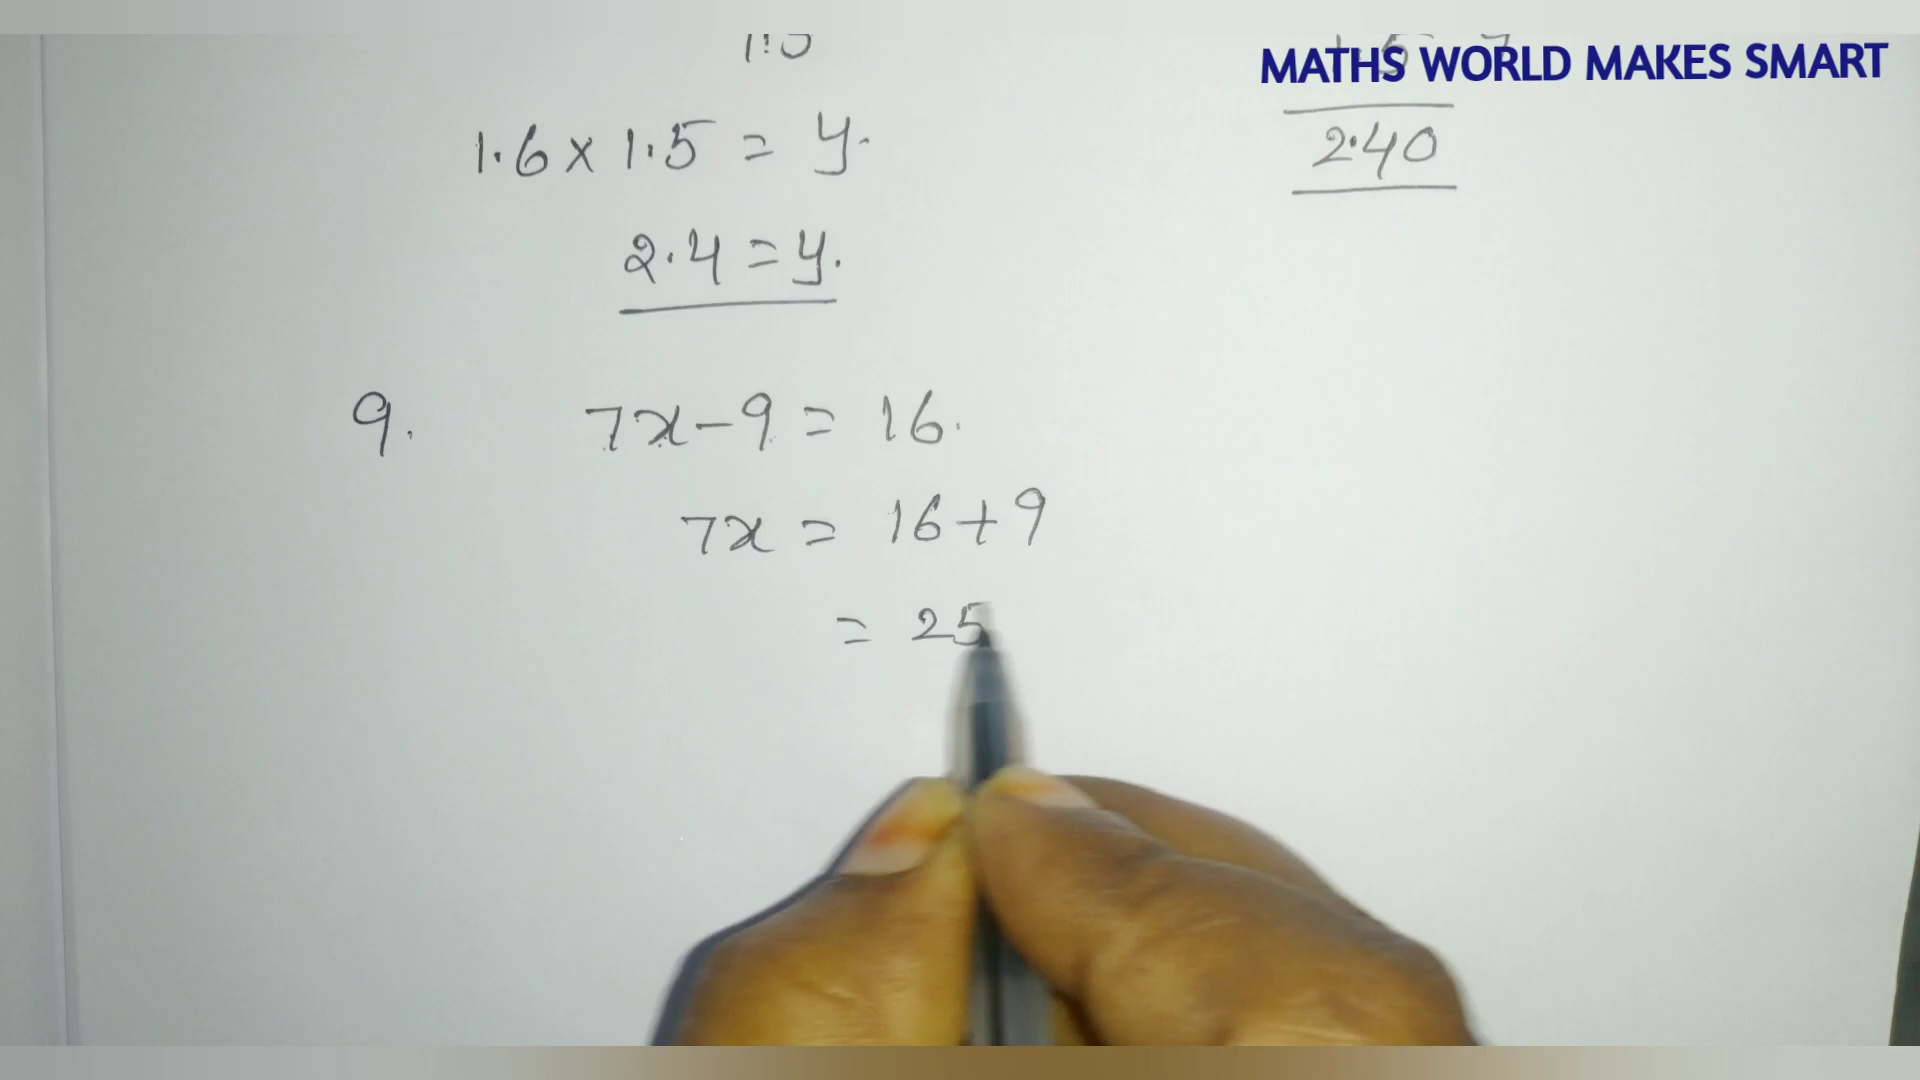 MATHS WORLD MAKES SMART
1.6 x 1.5 = y.
2.40
2.4 = y.
9. 7x - 9 = 16.
7x = 16 + 9
= 25